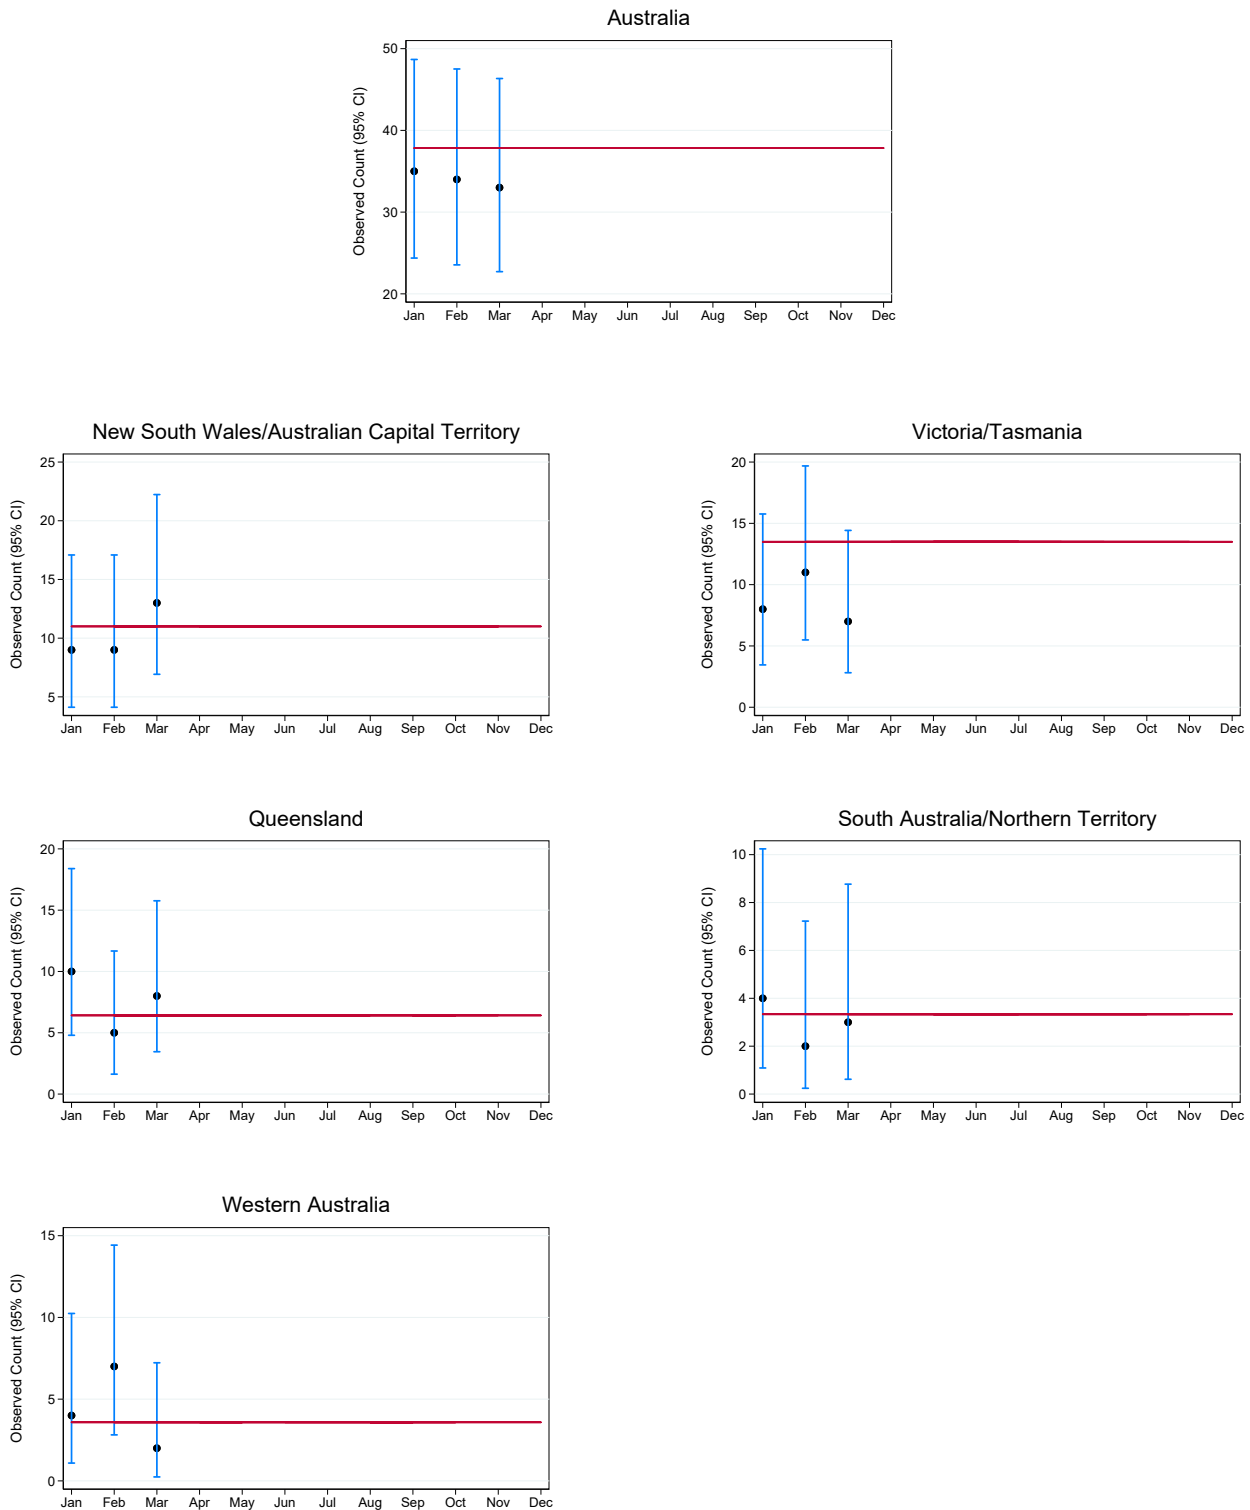 Australia
Observed Count (95% CI)
50
40
30
20
Jan Feb Mar Apr May Jun Jul Aug Sep Oct Nov Dec
New South Wales/Australian Capital Territory
Observed Count (95% CI)
25
20
15
10
5
Jan Feb Mar Apr May Jun Jul Aug Sep Oct Nov Dec
Victoria/Tasmania
Observed Count (95% CI)
20
15
10
5
0
Jan Feb Mar Apr May Jun Jul Aug Sep Oct Nov Dec
Queensland
Observed Count (95% CI)
20
15
10
5
0
Jan Feb Mar Apr May Jun Jul Aug Sep Oct Nov Dec
South Australia/Northern Territory
Observed Count (95% CI)
10
8
6
4
2
0
Jan Feb Mar Apr May Jun Jul Aug Sep Oct Nov Dec
Western Australia
Observed Count (95% CI)
15
10
5
0
Jan Feb Mar Apr May Jun Jul Aug Sep Oct Nov Dec